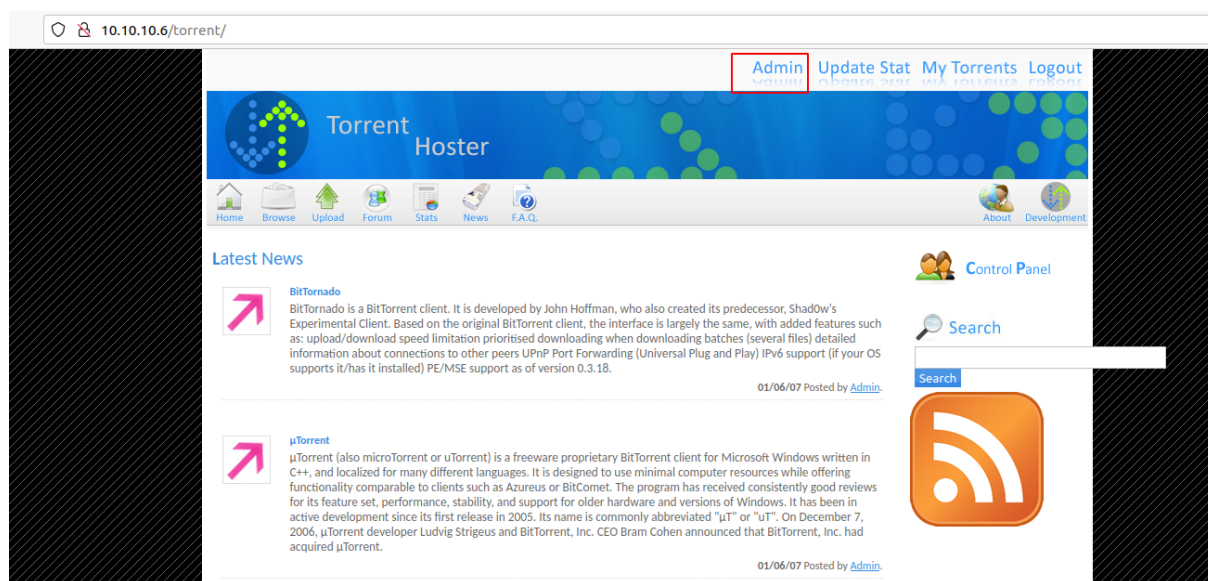 10.10.10.6/torrent/
Admin Update Stat My Torrents Logout
Torrent
Hoster
Home Browse Upload Forum Stats News F.A.Q. About Development
Latest News
Control Panel
BitTornado
BitTornado is a BitTorrent client. It is developed by John Hoffman, who also created its predecessor, Shad0w's
Experimental Client. Based on the original BitTorrent client, the interface is largely the same, with added features such
as: upload/download speed limitation prioritised downloading when downloading batches (several files) detailed
information about connections to other peers UPnP Port Forwarding (Universal Plug and Play) IPv6 support (if your OS
supports it/has it installed) PE/MSE support as of version 0.3.18.
01/06/07 Posted by Admin.
Search
Search
µTorrent
µTorrent (also microTorrent or uTorrent) is a freeware proprietary BitTorrent client for Microsoft Windows written in
C++, and localized for many different languages. It is designed to use minimal computer resources while offering
functionality comparable to clients such as Azureus or BitComet. The program has received consistently good reviews
for its feature set, performance, stability, and support for older hardware and versions of Windows. It has been in
active development since its first release in 2005. Its name is commonly abbreviated "µT" or "uT". On December 7,
2006, µTorrent developer Ludvig Strigeus and BitTorrent, Inc. CEO Bram Cohen announced that BitTorrent, Inc. had
acquired µTorrent.
01/06/07 Posted by Admin.